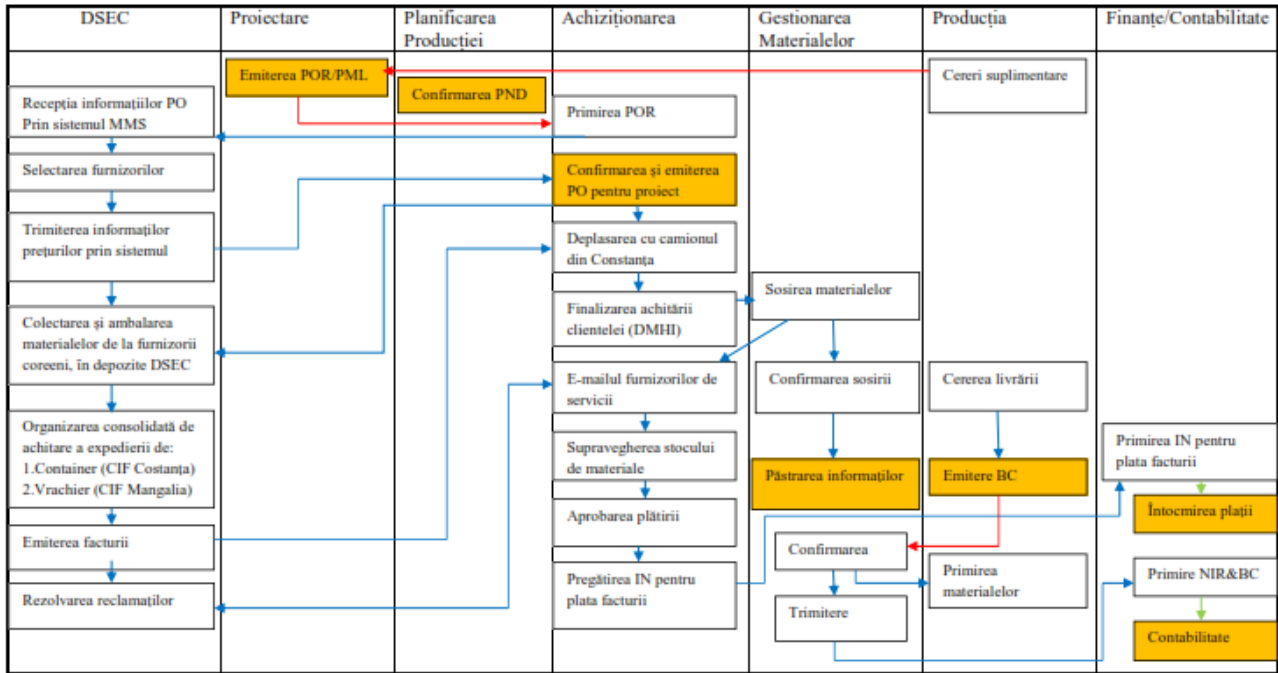 DSEC
Proiectare
Planificarea
Producției
Achiziționarea
Gestionarea
Materialelor
Producția
Finanțe/Contabilitate
Recepția informațiilor PO
Prin sistemul MMS
Selectarea furnizorilor
Trimiterea informaților
prețurilor prin sistemul
Colectarea și ambalarea
materialelor de la furnizorii
coreeni, în depozite DSEC
Organizarea consolidată de
achitare a expedierii de:
1.Container (CIF Costanța)
2.Vrachier (CIF Mangalia)
Emiterea facturii
Rezolvarea reclamaților
Emiterea POR/PML
Confirmarea PND
Primirea POR
Confirmarea și emiterea
PO pentru proiect
Deplasarea cu camionul
din Constanța
Finalizarea achitării
clientelei (DMHI)
E-mailul furnizorilor de
servicii
Supravegherea stocului
de materiale
Aprobarea plătirii
Pregătirea IN pentru
plata facturii
Sosirea materialelor
Confirmarea sosirii
Păstrarea informaților
Confirmarea
Trimitere
Cereri suplimentare
Cererea livrării
Emitere BC
Primirea
materialelor
Primirea IN pentru
plata facturii
Întocmirea plații
Primire NIR&BC
Contabilitate